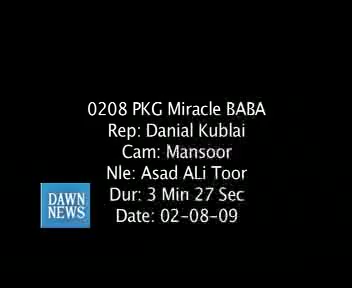 0208 PKG Miracle BABA
Rep: Danial Kublai
Cam: Mansoor
Nle: Asad ALi Toor
Dur: 3 Min 27 Sec
Date: 02-08-09
DAWN
NEWS